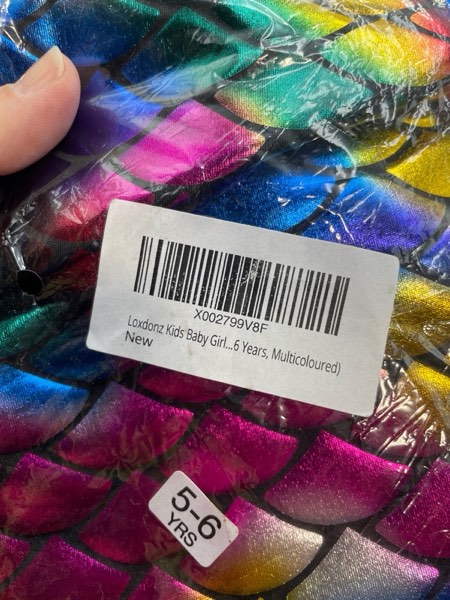 X002799V8F
Loxdonz Kids Baby Girl...6 Years, Multicoloured)
New
5-6
YRS